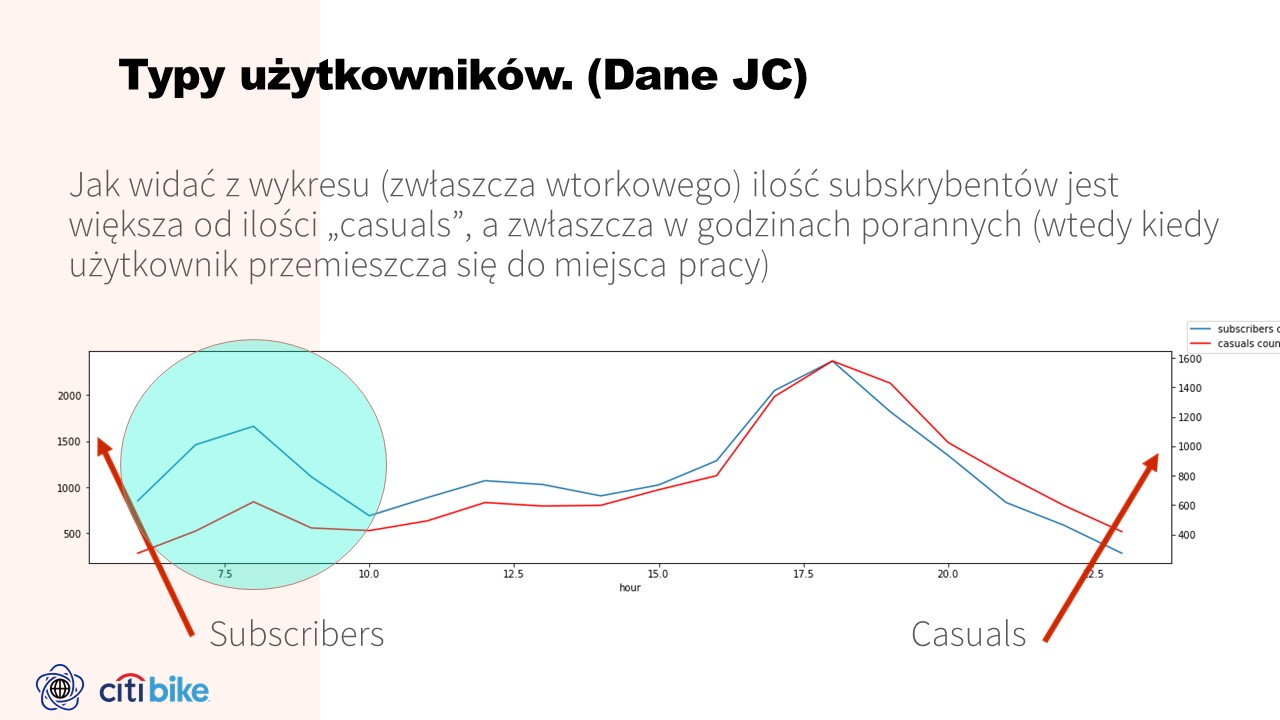 Typy użytkowników. (Dane JC)
Jak widać z wykresu (zwłaszcza wtorkowego) ilość subskrybentów jest
większa od ilości „casuals”, a zwłaszcza w godzinach porannych (wtedy kiedy
użytkownik przemieszcza się do miejsca pracy)
subscribers c
casuals coun
2000
1500
1000
500
1600
1400
1200
1000
800
600
400
7.5 10.0 12.5 15.0 17.5 20.0 22.5
hour
Subscribers
Casuals
citi bike